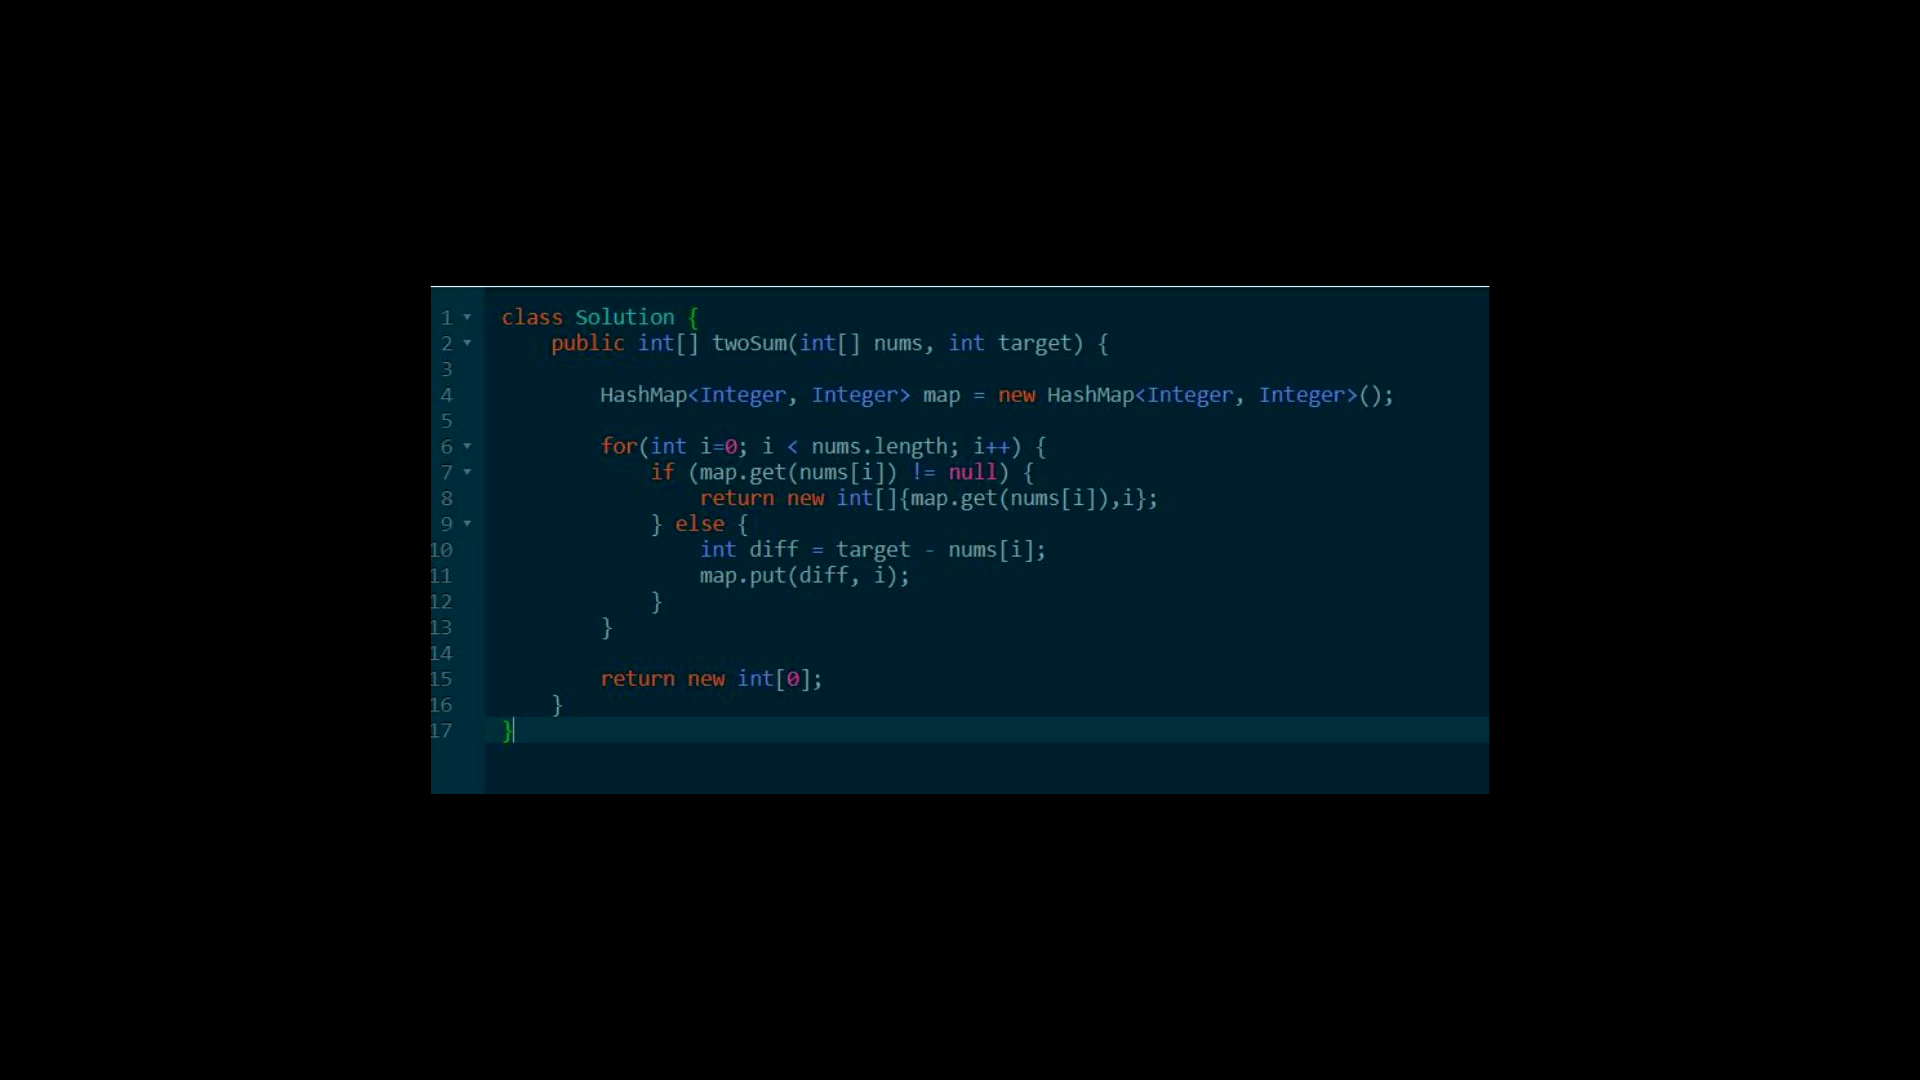 1 class Solution {
2     public int[] twoSum(int[] nums, int target) {
3
4         HashMap<Integer, Integer> map = new HashMap<Integer, Integer>();
5
6         for(int i=0; i < nums.length; i++) {
7             if (map.get(nums[i]) != null) {
8                 return new int[]{map.get(nums[i]),i};
9             } else {
10                 int diff = target - nums[i];
11                 map.put(diff, i);
12             }
13         }
14
15         return new int[0];
16     }
17 }